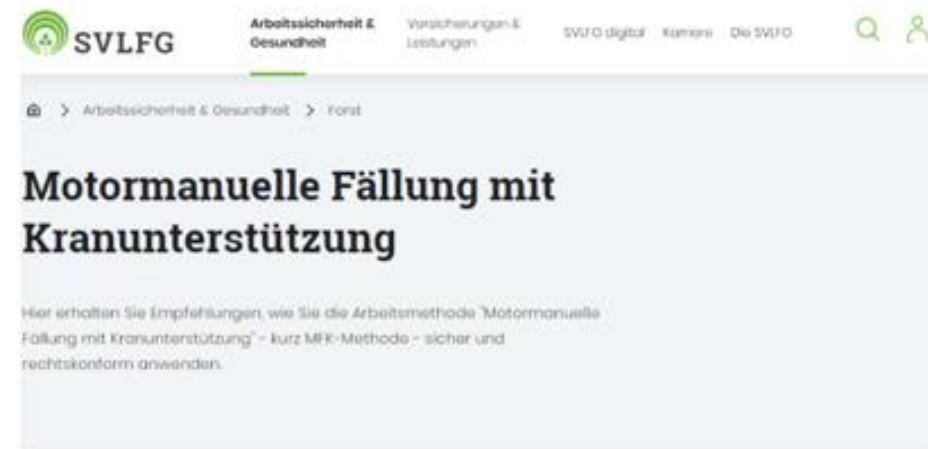 SVLFG
Arbeitssicherheit &
Gesundheit
Versicherungen &
Leistungen
SVLFG digital
Karriere
Die SVLFG
Arbeitssicherheit & Gesundheit > Forst
Motormanuelle Fällung mit
Kranunterstützung
Hier erhalten Sie Empfehlungen, wie Sie die Arbeitsmethode "Motormanuelle
Fällung mit Kranunterstützung" - kurz MFK-Methode - sicher und
rechtskonform anwenden.